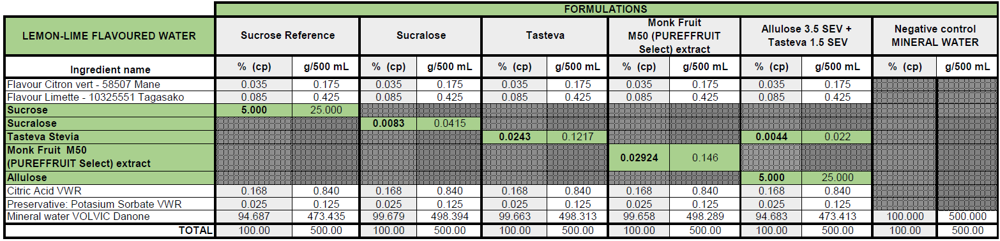 FORMULATIONS
LEMON-LIME FLAVOURED WATER Sucrose Reference Sucralose Tasteva Monk Fruit M50 (PUREFFRUIT Select) extract Allulose 3.5 SEV + Tasteva 1.5 SEV Negative control MINERAL WATER
Ingredient name % (cp) g/500 mL % (cp) g/500 mL % (cp) g/500 mL % (cp) g/500 mL % (cp) g/500 mL % (cp) g/500 mL
Flavour Citron vert - 58507 Mane 0.035 0.175 0.035 0.175 0.035 0.175 0.035 0.175 0.035 0.175
Flavour Limette - 10325551 Tagasako 0.085 0.425 0.085 0.425 0.085 0.425 0.085 0.425 0.085 0.425
Sucrose 5.000 25.000
Sucralose 0.0083 0.0415
Tasteva Stevia 0.0243 0.1217 0.0044 0.022
Monk Fruit M50
(PUREFFRUIT Select) extract 0.02924 0.146
Allulose 5.000 25.000
Citric Acid VWR 0.168 0.840 0.168 0.840 0.168 0.840 0.168 0.840 0.168 0.840
Preservative: Potasium Sorbate VWR 0.025 0.125 0.025 0.125 0.025 0.125 0.025 0.125 0.025 0.125
Mineral water VOLVIC Danone 94.687 473.435 99.679 498.394 99.663 498.313 99.658 498.289 94.683 473.413 100.000 500.000
TOTAL 100.00 500.00 100.00 500.00 100.00 500.00 100.00 500.00 100.00 500.00 100.00 500.00